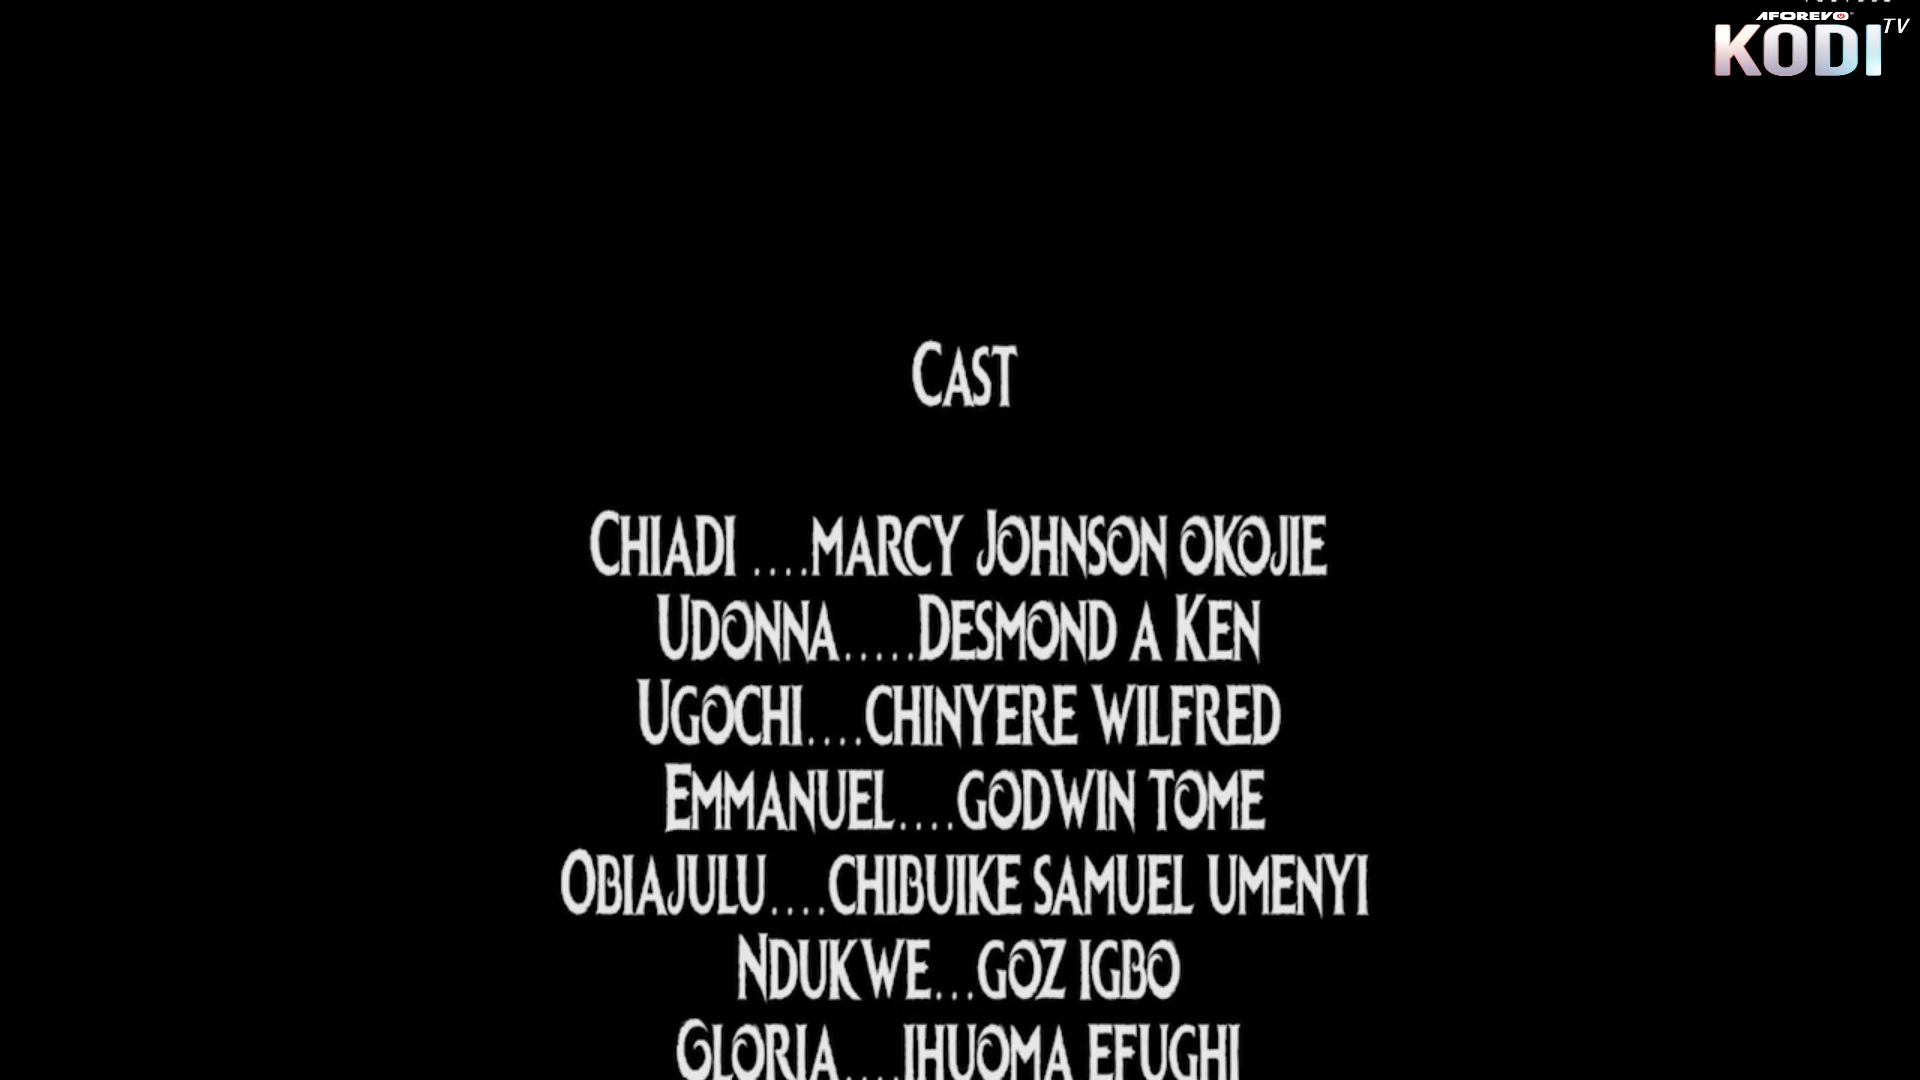 AFOREVO
KODI TV
CAST
CHIADI ....MARCY JOHNSON OKOJIE
UDONNA.....DESMOND A KEN
UGOCHI....CHINYERE WILFRED
EMMANUEL....GODWIN TOME
OBIAJULU....CHIBUIKE SAMUEL UMENYI
NDUKWE...GOZ IGBO
GLORIA....IHUOMA EFUGHI